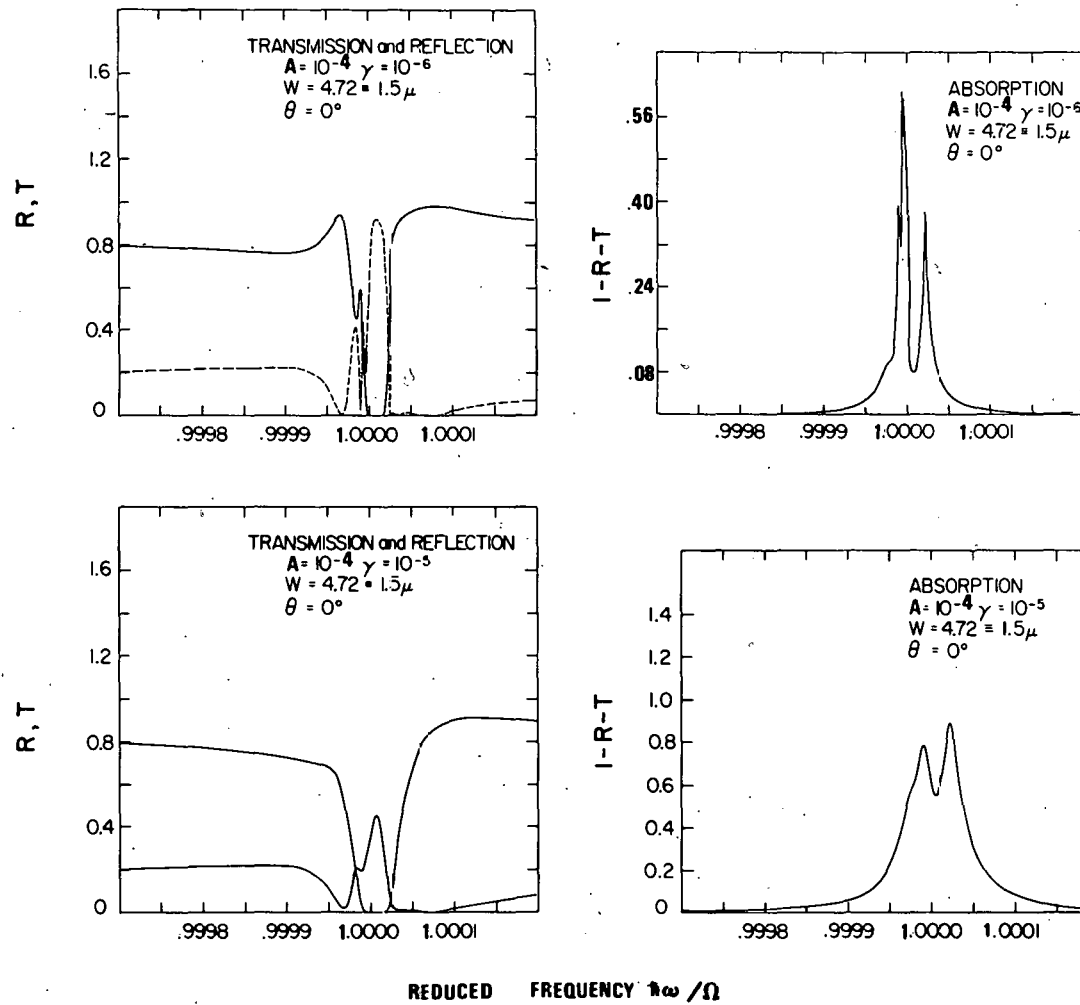 TRANSMISSION and REFLECTION
A = 10⁻⁴ γ = 10⁻⁶
W = 4.72 ≡ 1.5μ
θ = 0°
R, T
1.6
1.2
0.8
0.4
0
.9998 .9999 1.0000 1.0001
ABSORPTION
A = 10⁻⁴ γ = 10⁻⁶
W = 4.72 ≡ 1.5μ
θ = 0°
1-R-T
.56
.40
.24
.08
.9998 .9999 1.0000 1.0001
TRANSMISSION and REFLECTION
A = 10⁻⁴ γ = 10⁻⁵
W = 4.72 ≡ 1.5μ
θ = 0°
R, T
1.6
1.2
0.8
0.4
0
.9998 .9999 1.0000 1.0001
ABSORPTION
A = 10⁻⁴ γ = 10⁻⁵
W = 4.72 ≡ 1.5μ
θ = 0°
1-R-T
1.4
1.2
1.0
0.8
0.6
0.4
0.2
0
.9998 .9999 1.0000 1.0001
REDUCED FREQUENCY ħω/Ω